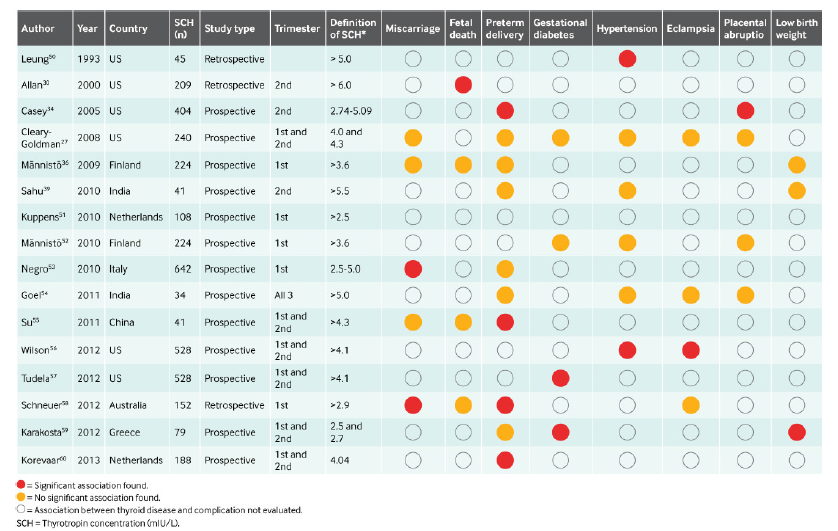 Author Year Country SCH (n) Study type Trimester Definition of SCH* Miscarriage Fetal death Preterm delivery Gestational diabetes Hypertension Eclampsia Placental abruptio Low birth weight
Leung⁵⁰ 1993 US 45 Retrospective > 5.0
Allan³⁰ 2000 US 209 Retrospective 2nd > 6.0
Casey³⁴ 2005 US 404 Prospective 2nd 2.74-5.09
Cleary-Goldman²⁷ 2008 US 240 Prospective 1st and 2nd 4.0 and 4.3
Männistö³⁶ 2009 Finland 224 Prospective 1st >3.6
Sahu³⁹ 2010 India 41 Prospective 2nd >5.5
Kuppens⁵¹ 2010 Netherlands 108 Prospective 1st >2.5
Männistö⁵² 2010 Finland 224 Prospective 1st >3.6
Negro⁵³ 2010 Italy 642 Prospective 1st 2.5-5.0
Goel⁵⁴ 2011 India 34 Prospective All 3 >5.0
Su⁵⁵ 2011 China 41 Prospective 1st and 2nd >4.3
Wilson⁵⁶ 2012 US 528 Prospective 1st and 2nd >4.1
Tudela⁵⁷ 2012 US 528 Prospective 1st and 2nd >4.1
Schneuer⁵⁸ 2012 Australia 152 Retrospective 1st >2.9
Karakosta⁵⁹ 2012 Greece 79 Prospective 1st and 2nd 2.5 and 2.7
Korevaar⁶⁰ 2013 Netherlands 188 Prospective 1st and 2nd 4.04
= Significant association found.
= No significant association found.
= Association between thyroid disease and complication not evaluated.
SCH = Thyrotropin concentration (mIU/L).